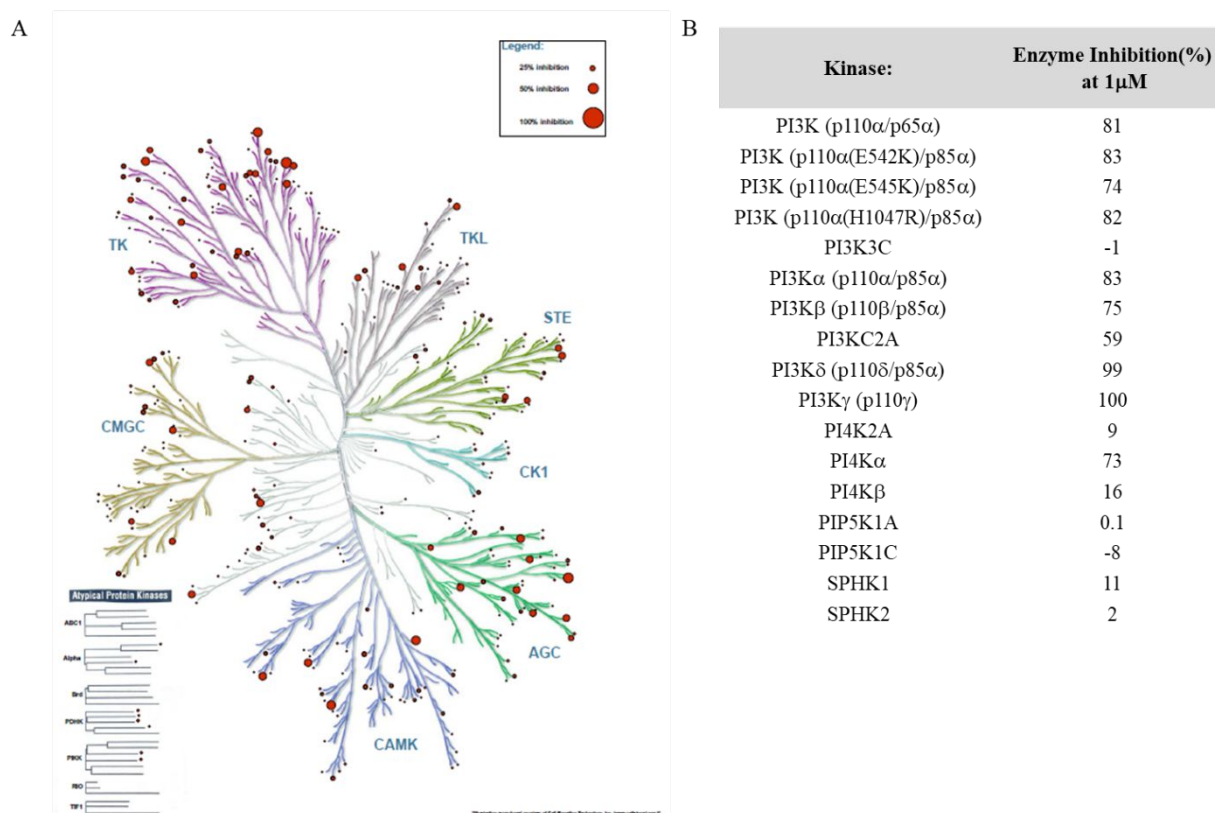 A
Legend:
25% inhibition
50% inhibition
100% inhibition
TK
TKL
STE
CMGC
CK1
AGC
CAMK
Atypical Protein Kinases
ABC1
Alpha
Brd
PDHK
PIKK
RIO
TIF1
B
Kinase: Enzyme Inhibition(%)
at 1μM
PI3K (p110α/p65α) 81
PI3K (p110α(E542K)/p85α) 83
PI3K (p110α(E545K)/p85α) 74
PI3K (p110α(H1047R)/p85α) 82
PI3K3C -1
PI3Kα (p110α/p85α) 83
PI3Kβ (p110β/p85α) 75
PI3KC2A 59
PI3Kδ (p110δ/p85α) 99
PI3Kγ (p110γ) 100
PI4K2A 9
PI4Kα 73
PI4Kβ 16
PIP5K1A 0.1
PIP5K1C -8
SPHK1 11
SPHK2 2